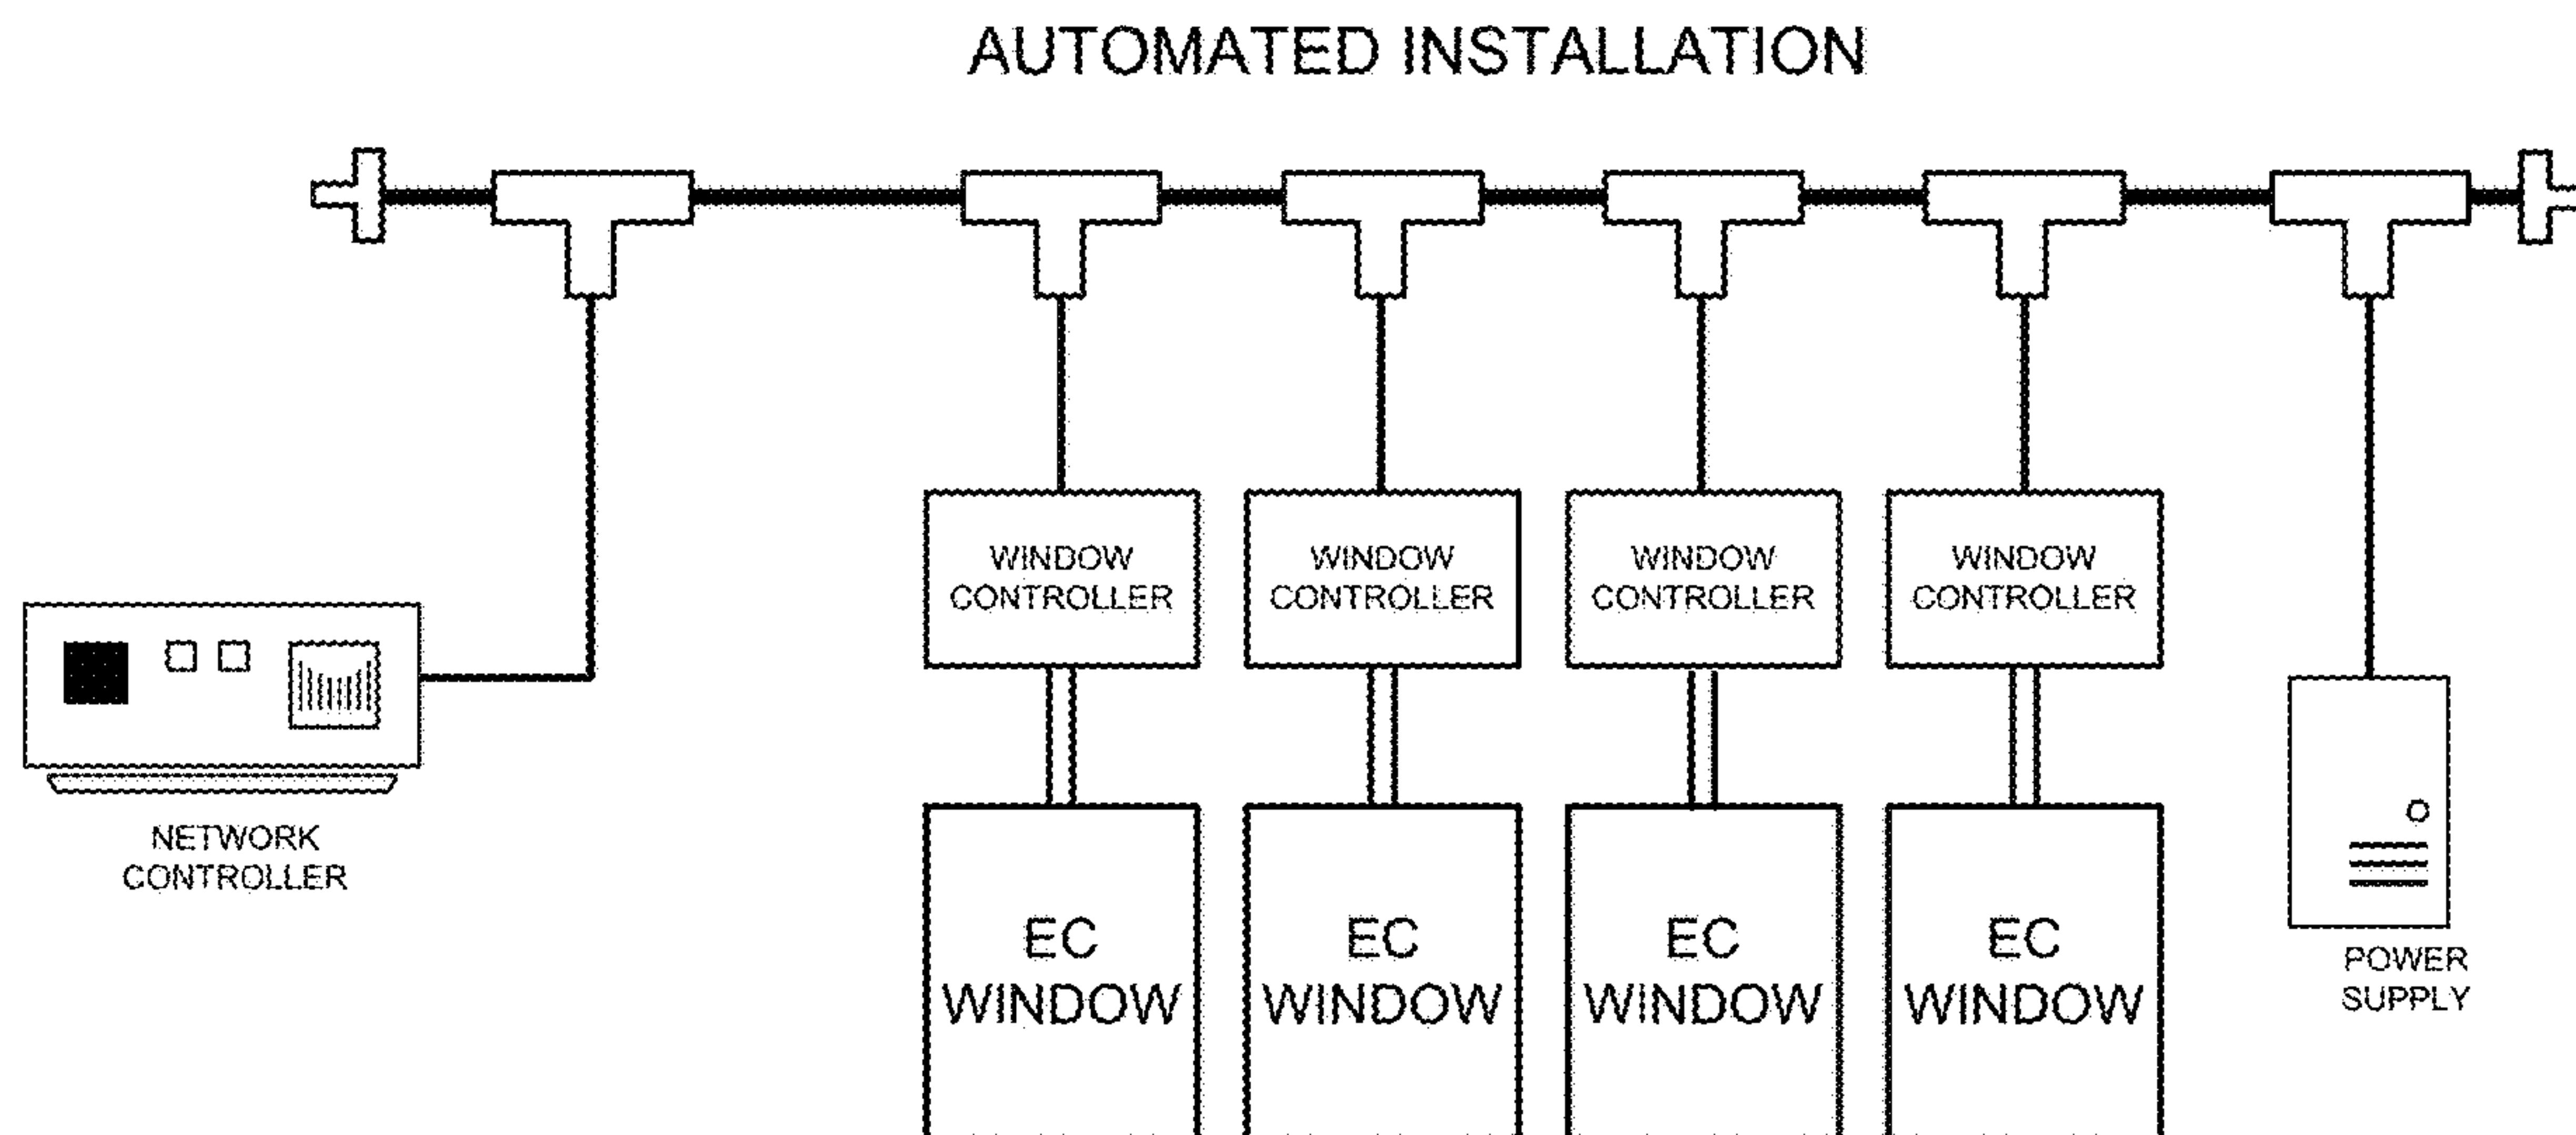 AUTOMATED INSTALLATION
WINDOW
CONTROLLER
WINDOW
CONTROLLER
WINDOW
CONTROLLER
WINDOW
CONTROLLER
NETWORK
CONTROLLER
EC
WINDOW
EC
WINDOW
EC
WINDOW
EC
WINDOW
POWER
SUPPLY